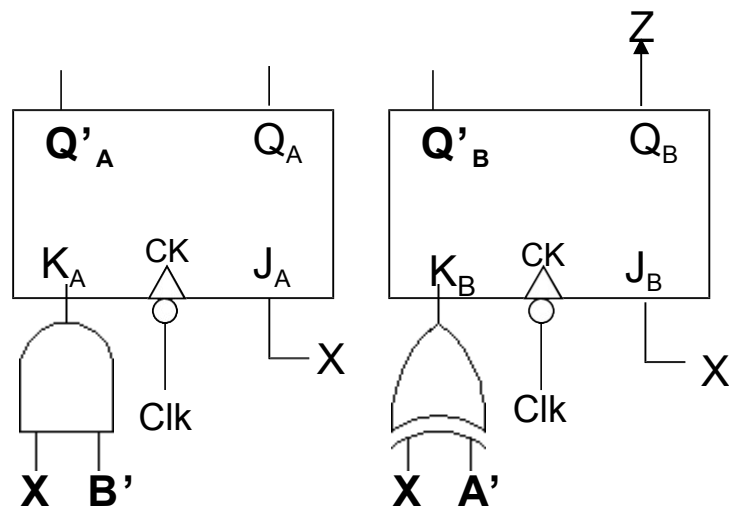 Z
Q’A QA Q’B QB
KA CK JA KB CK JB
X X
Clk Clk
X B’ X A’